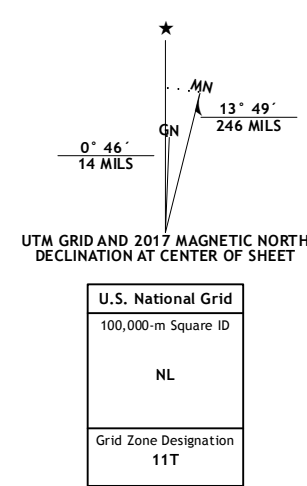 ★
MN
GN
13° 49´
246 MILS
0° 46´
14 MILS
UTM GRID AND 2017 MAGNETIC NORTH
DECLINATION AT CENTER OF SHEET
U.S. National Grid
100,000-m Square ID
NL
Grid Zone Designation
11T